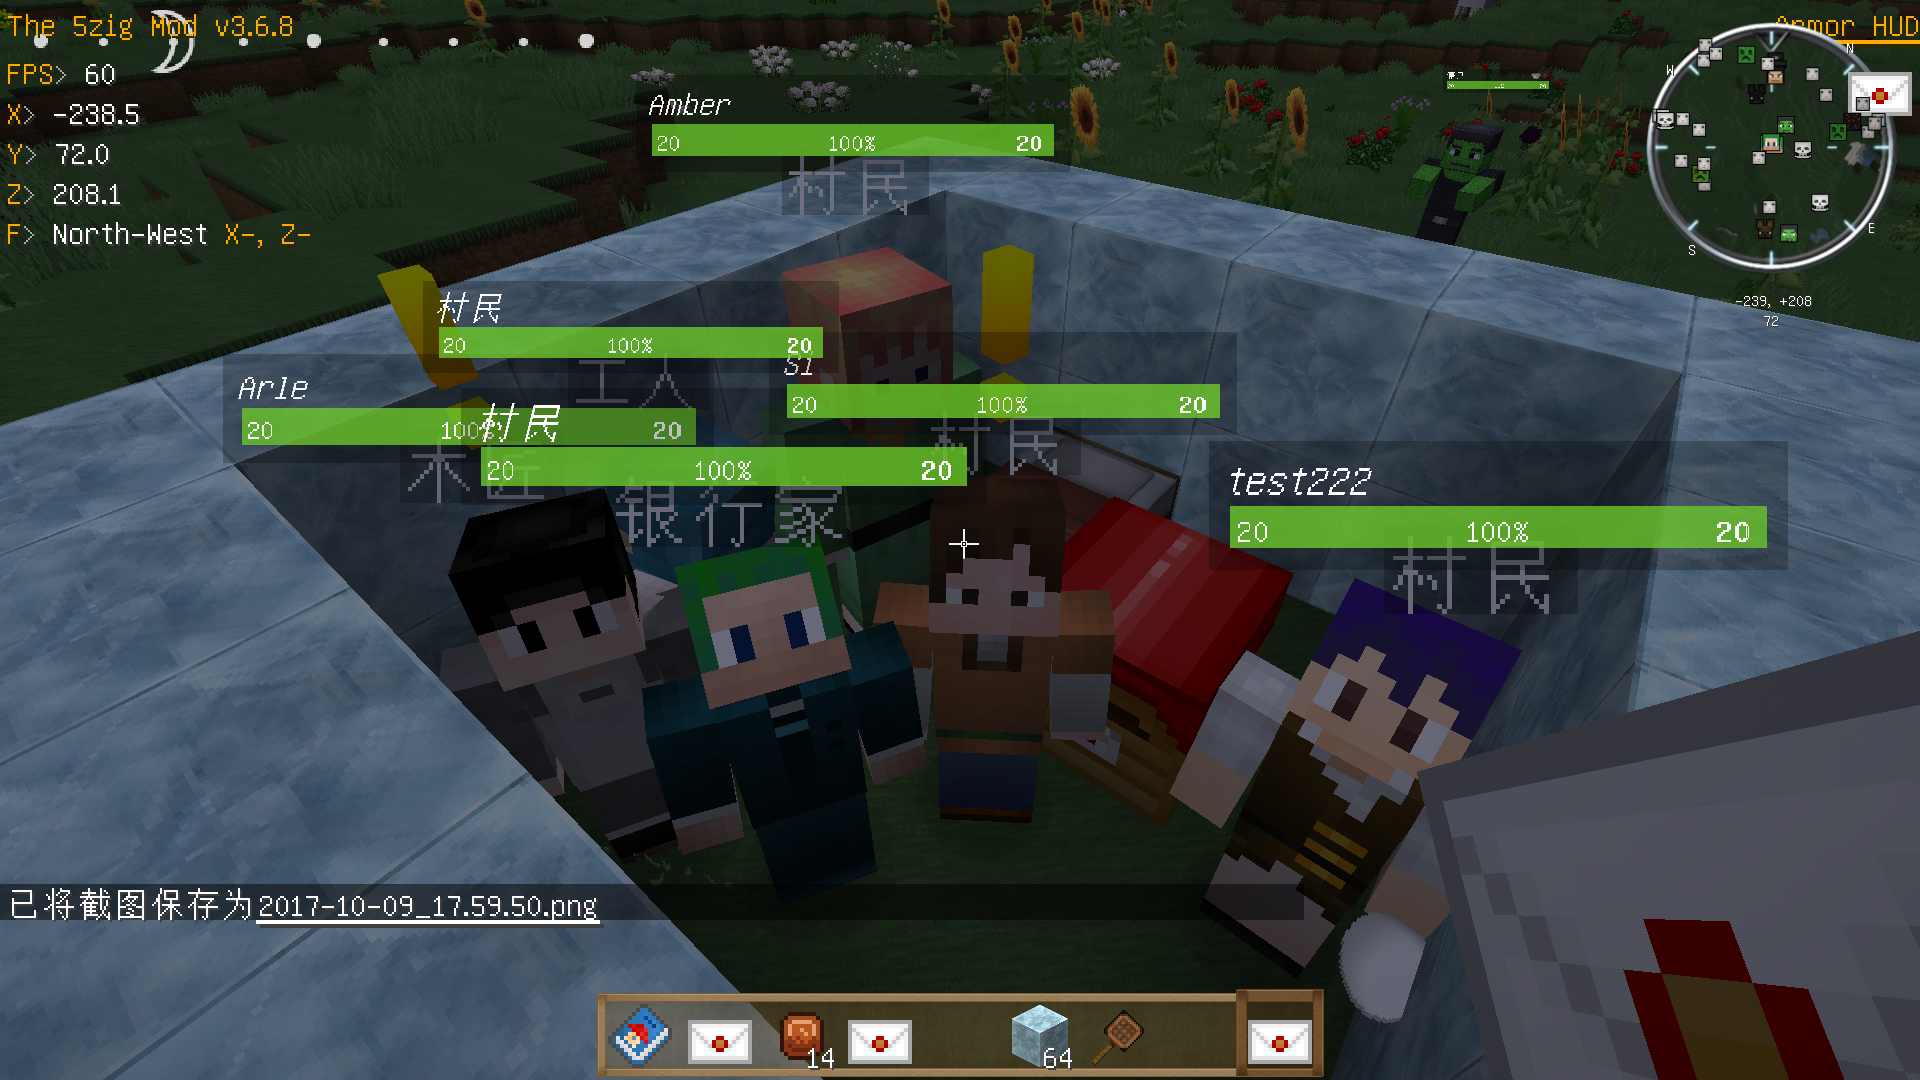 The 5zig Mod v3.6.8
Armor HUD
FPS> 60
X> -238.5
Y> 72.0
Z> 208.1
F> North-West X-, Z-
N
W
E
S
-239, +208
72
Amber
20 100% 20
村民
村民
20 100% 20
工人
Arle
20 100% 20
木匠
S1
20 100% 20
村民
村民
20 100% 20
银行家
test222
20 100% 20
村民
已将截图保存为2017-10-09_17.59.50.png
14
64